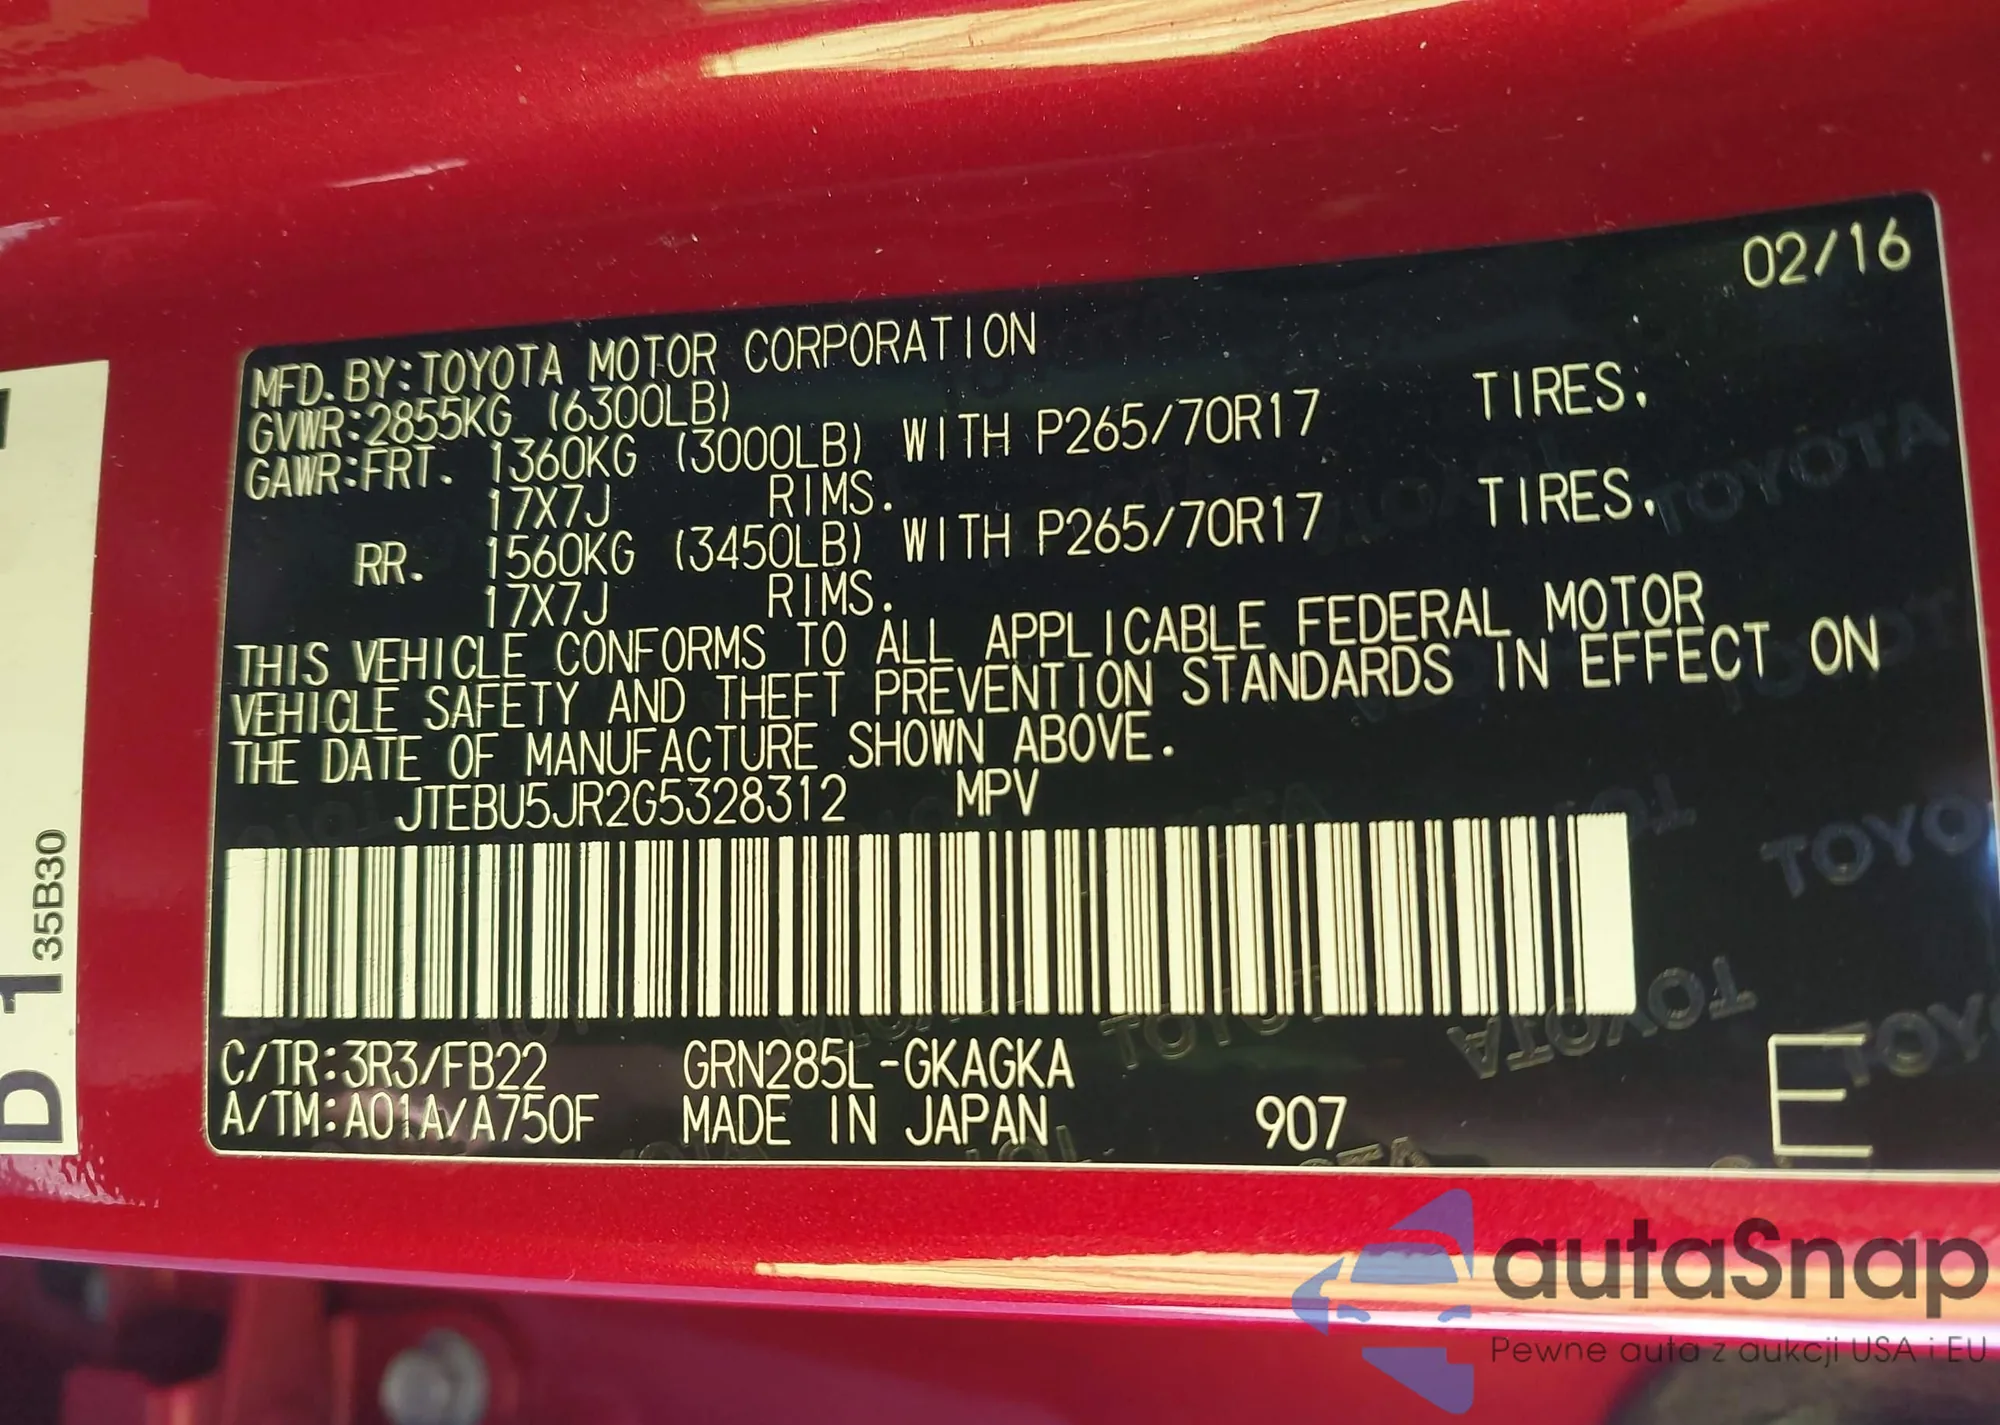 02/16
MFD. BY:TOYOTA MOTOR CORPORATION
GVWR:2855KG (6300LB)
GAWR:FRT. 1360KG (3000LB) WITH P265/70R17 TIRES,
17X7J RIMS.
RR. 1560KG (3450LB) WITH P265/70R17 TIRES,
17X7J RIMS.
THIS VEHICLE CONFORMS TO ALL APPLICABLE FEDERAL MOTOR
VEHICLE SAFETY AND THEFT PREVENTION STANDARDS IN EFFECT ON
THE DATE OF MANUFACTURE SHOWN ABOVE.
JTEBU5JR2G5328312 MPV
C/TR:3R3/FB22 GRN285L-GKAGKA
A/TM:A01A/A750F MADE IN JAPAN 907
E
D 1 35B30
TOYOTA
autaSnap
Pewne auta z aukcji USA i EU